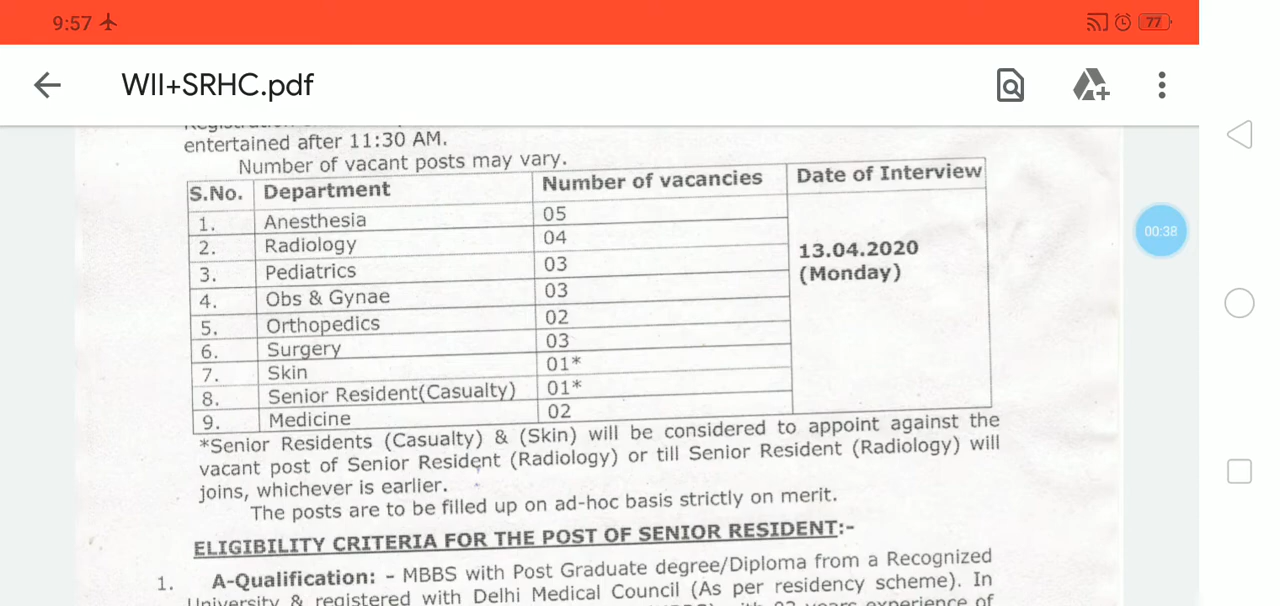 9:57
77
WII+SRHC.pdf
entertained after 11:30 AM.
Number of vacant posts may vary.
S.No. Department Number of vacancies Date of Interview
1. Anesthesia 05
2. Radiology 04
3. Pediatrics 03
4. Obs & Gynae 03
5. Orthopedics 02
6. Surgery 03
7. Skin 01*
8. Senior Resident(Casualty) 01*
9. Medicine 02
13.04.2020
(Monday)
00:38
*Senior Residents (Casualty) & (Skin) will be considered to appoint against the
vacant post of Senior Resident (Radiology) or till Senior Resident (Radiology) will
joins, whichever is earlier.
The posts are to be filled up on ad-hoc basis strictly on merit.
ELIGIBILITY CRITERIA FOR THE POST OF SENIOR RESIDENT:-
1. A-Qualification: - MBBS with Post Graduate degree/Diploma from a Recognized
University & registered with Delhi Medical Council (As per residency scheme). In
years experience of